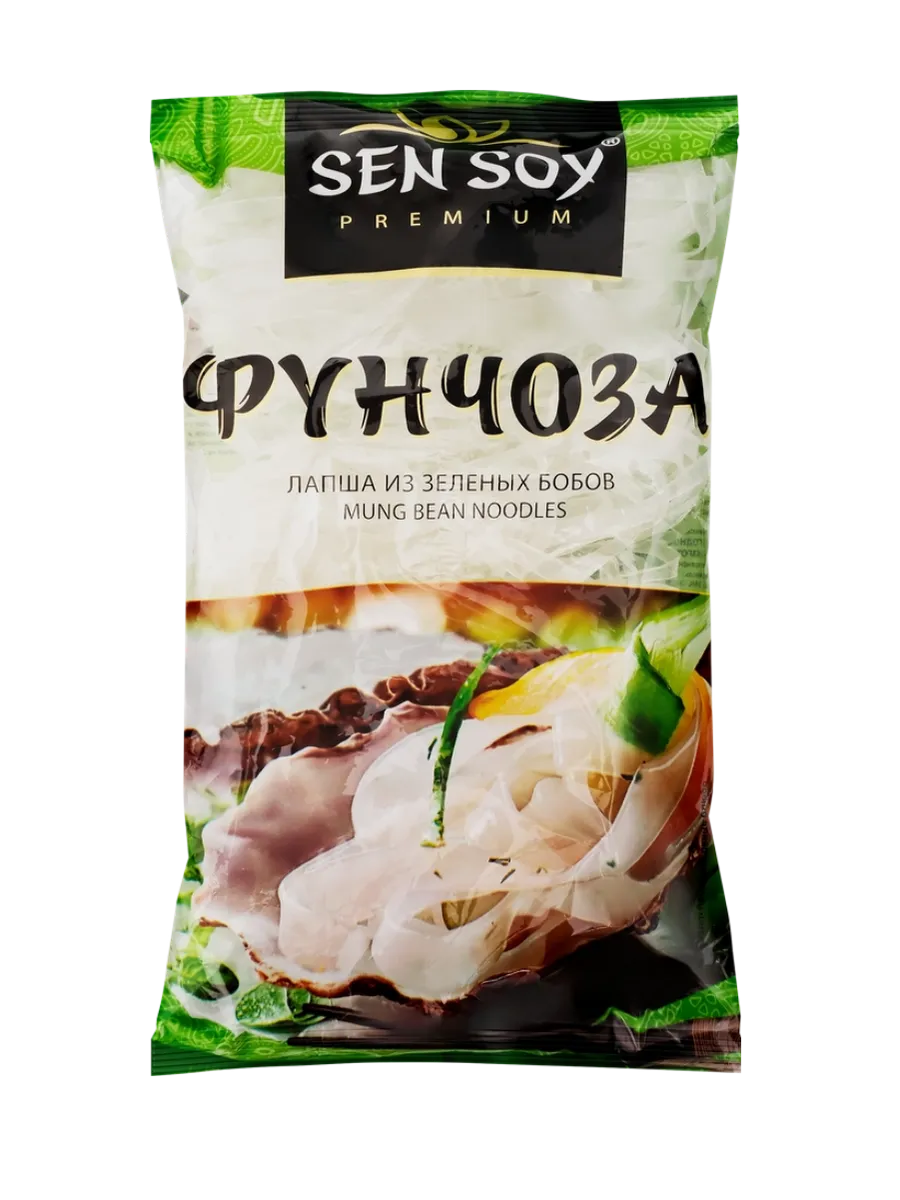 SEN SOY®
PREMIUM
ФУНЧОЗА
ЛАПША ИЗ ЗЕЛЕНЫХ БОБОВ
MUNG BEAN NOODLES